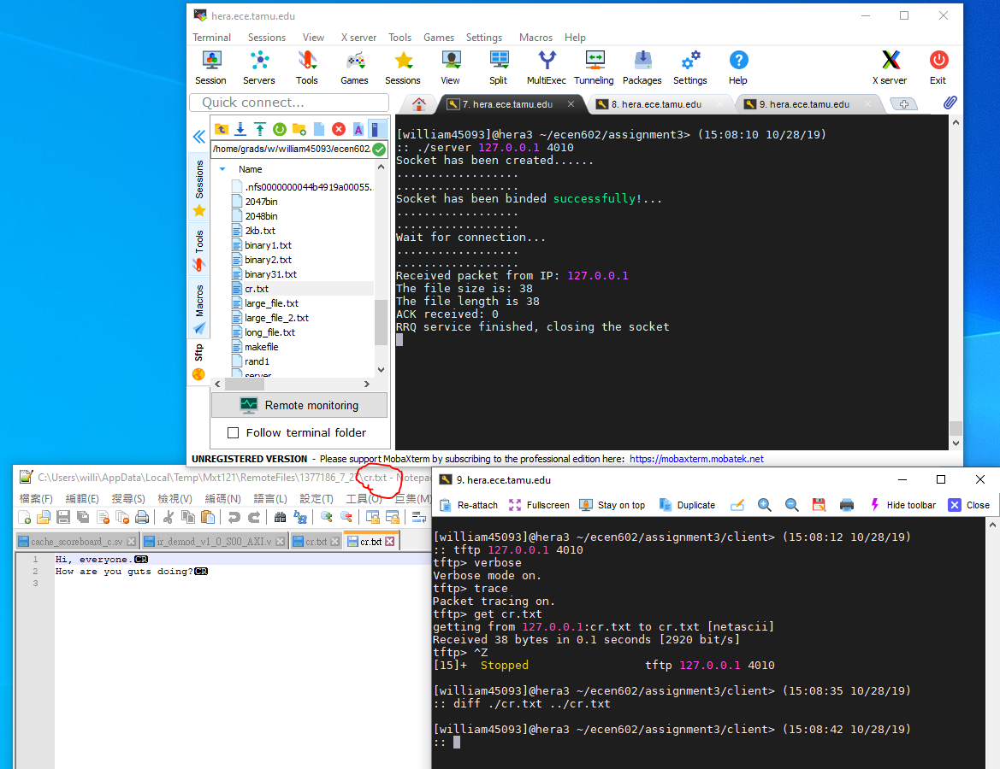 hera.ece.tamu.edu
Terminal Sessions View X server Tools Games Settings Macros Help
Session Servers Tools Games Sessions View Split MultiExec Tunneling Packages Settings Help X server Exit
Quick connect...
7. hera.ece.tamu.edu
8. hera.ece.tamu.edu
9. hera.ece.tamu.edu
/home/grads/w/william45093/ecen602/
Sessions
Tools
Macros
Sftp
Name
.nfs0000000044b4919a00055..
2047bin
2048bin
2kb.txt
binary1.txt
binary2.txt
binary31.txt
cr.txt
large_file.txt
large_file_2.txt
long_file.txt
makefile
rand1
server
Remote monitoring
Follow terminal folder
[william45093]@hera3 ~/ecen602/assignment3> (15:08:10 10/28/19)
:: ./server 127.0.0.1 4010
Socket has been created......
..................
..................
Socket has been binded successfully!...
..................
..................
Wait for connection...
..................
..................
Received packet from IP: 127.0.0.1
The file size is: 38
The file length is 38
ACK received: 0
RRQ service finished, closing the socket
UNREGISTERED VERSION - Please support MobaXterm by subscribing to the professional edition here: https://mobaxterm.mobatek.net
C:\Users\willi\AppData\Local\Temp\Mxt121\RemoteFiles\1377186_7_2\cr.txt - Notepa
檔案(F) 編輯(E) 搜尋(S) 檢視(V) 編碼(N) 語言(L) 設定(T) 工具(O) 巨集(M)
cache_scoreboard_c.sv
ir_demod_v1_0_S00_AXI.v
cr.txt
cr.txt
1 Hi, everyone.CR
2 How are you guts doing?CR
3
9. hera.ece.tamu.edu
Re-attach Fullscreen Stay on top Duplicate Hide toolbar Close
[william45093]@hera3 ~/ecen602/assignment3/client> (15:08:12 10/28/19)
:: tftp 127.0.0.1 4010
tftp> verbose
Verbose mode on.
tftp> trace
Packet tracing on.
tftp> get cr.txt
getting from 127.0.0.1:cr.txt to cr.txt [netascii]
Received 38 bytes in 0.1 seconds [2920 bit/s]
tftp> ^Z
[15]+ Stopped tftp 127.0.0.1 4010
[william45093]@hera3 ~/ecen602/assignment3/client> (15:08:35 10/28/19)
:: diff ./cr.txt ../cr.txt
[william45093]@hera3 ~/ecen602/assignment3/client> (15:08:42 10/28/19)
::